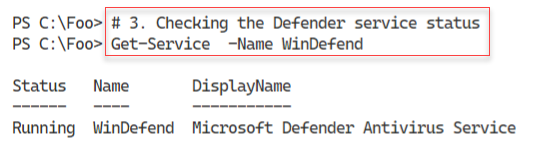 PS C:\Foo> # 3. Checking the Defender service status
PS C:\Foo> Get-Service  -Name WinDefend
Status   Name       DisplayName
------   ----       -----------
Running  WinDefend  Microsoft Defender Antivirus Service